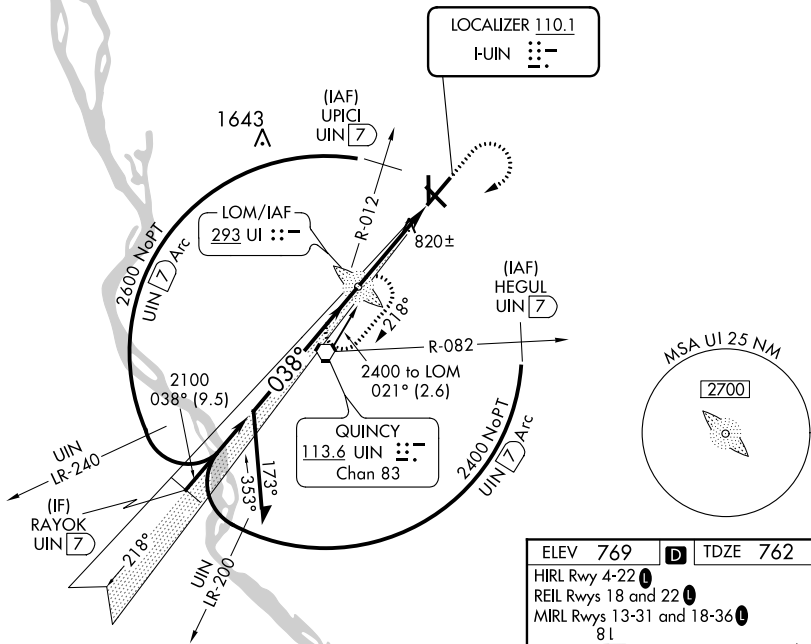 LOCALIZER 110.1
I-UIN
(IAF)
UPICI
UIN 7
1643
LOM/IAF
293 UI
R-012
820±
(IAF)
HEGUL
UIN 7
2600 NoPT
UIN 7 Arc
218°
R-082
038°
2400 to LOM
021° (2.6)
MSA UI 25 NM
2700
2100
038° (9.5)
QUINCY
113.6 UIN
Chan 83
2400 NoPT
UIN 7 Arc
UIN
LR-240
173°
353°
(IF)
RAYOK
UIN 7
218°
UIN
LR-200
ELEV 769 D TDZE 762
HIRL Rwy 4-22 L
REIL Rwys 18 and 22 L
MIRL Rwys 13-31 and 18-36 L